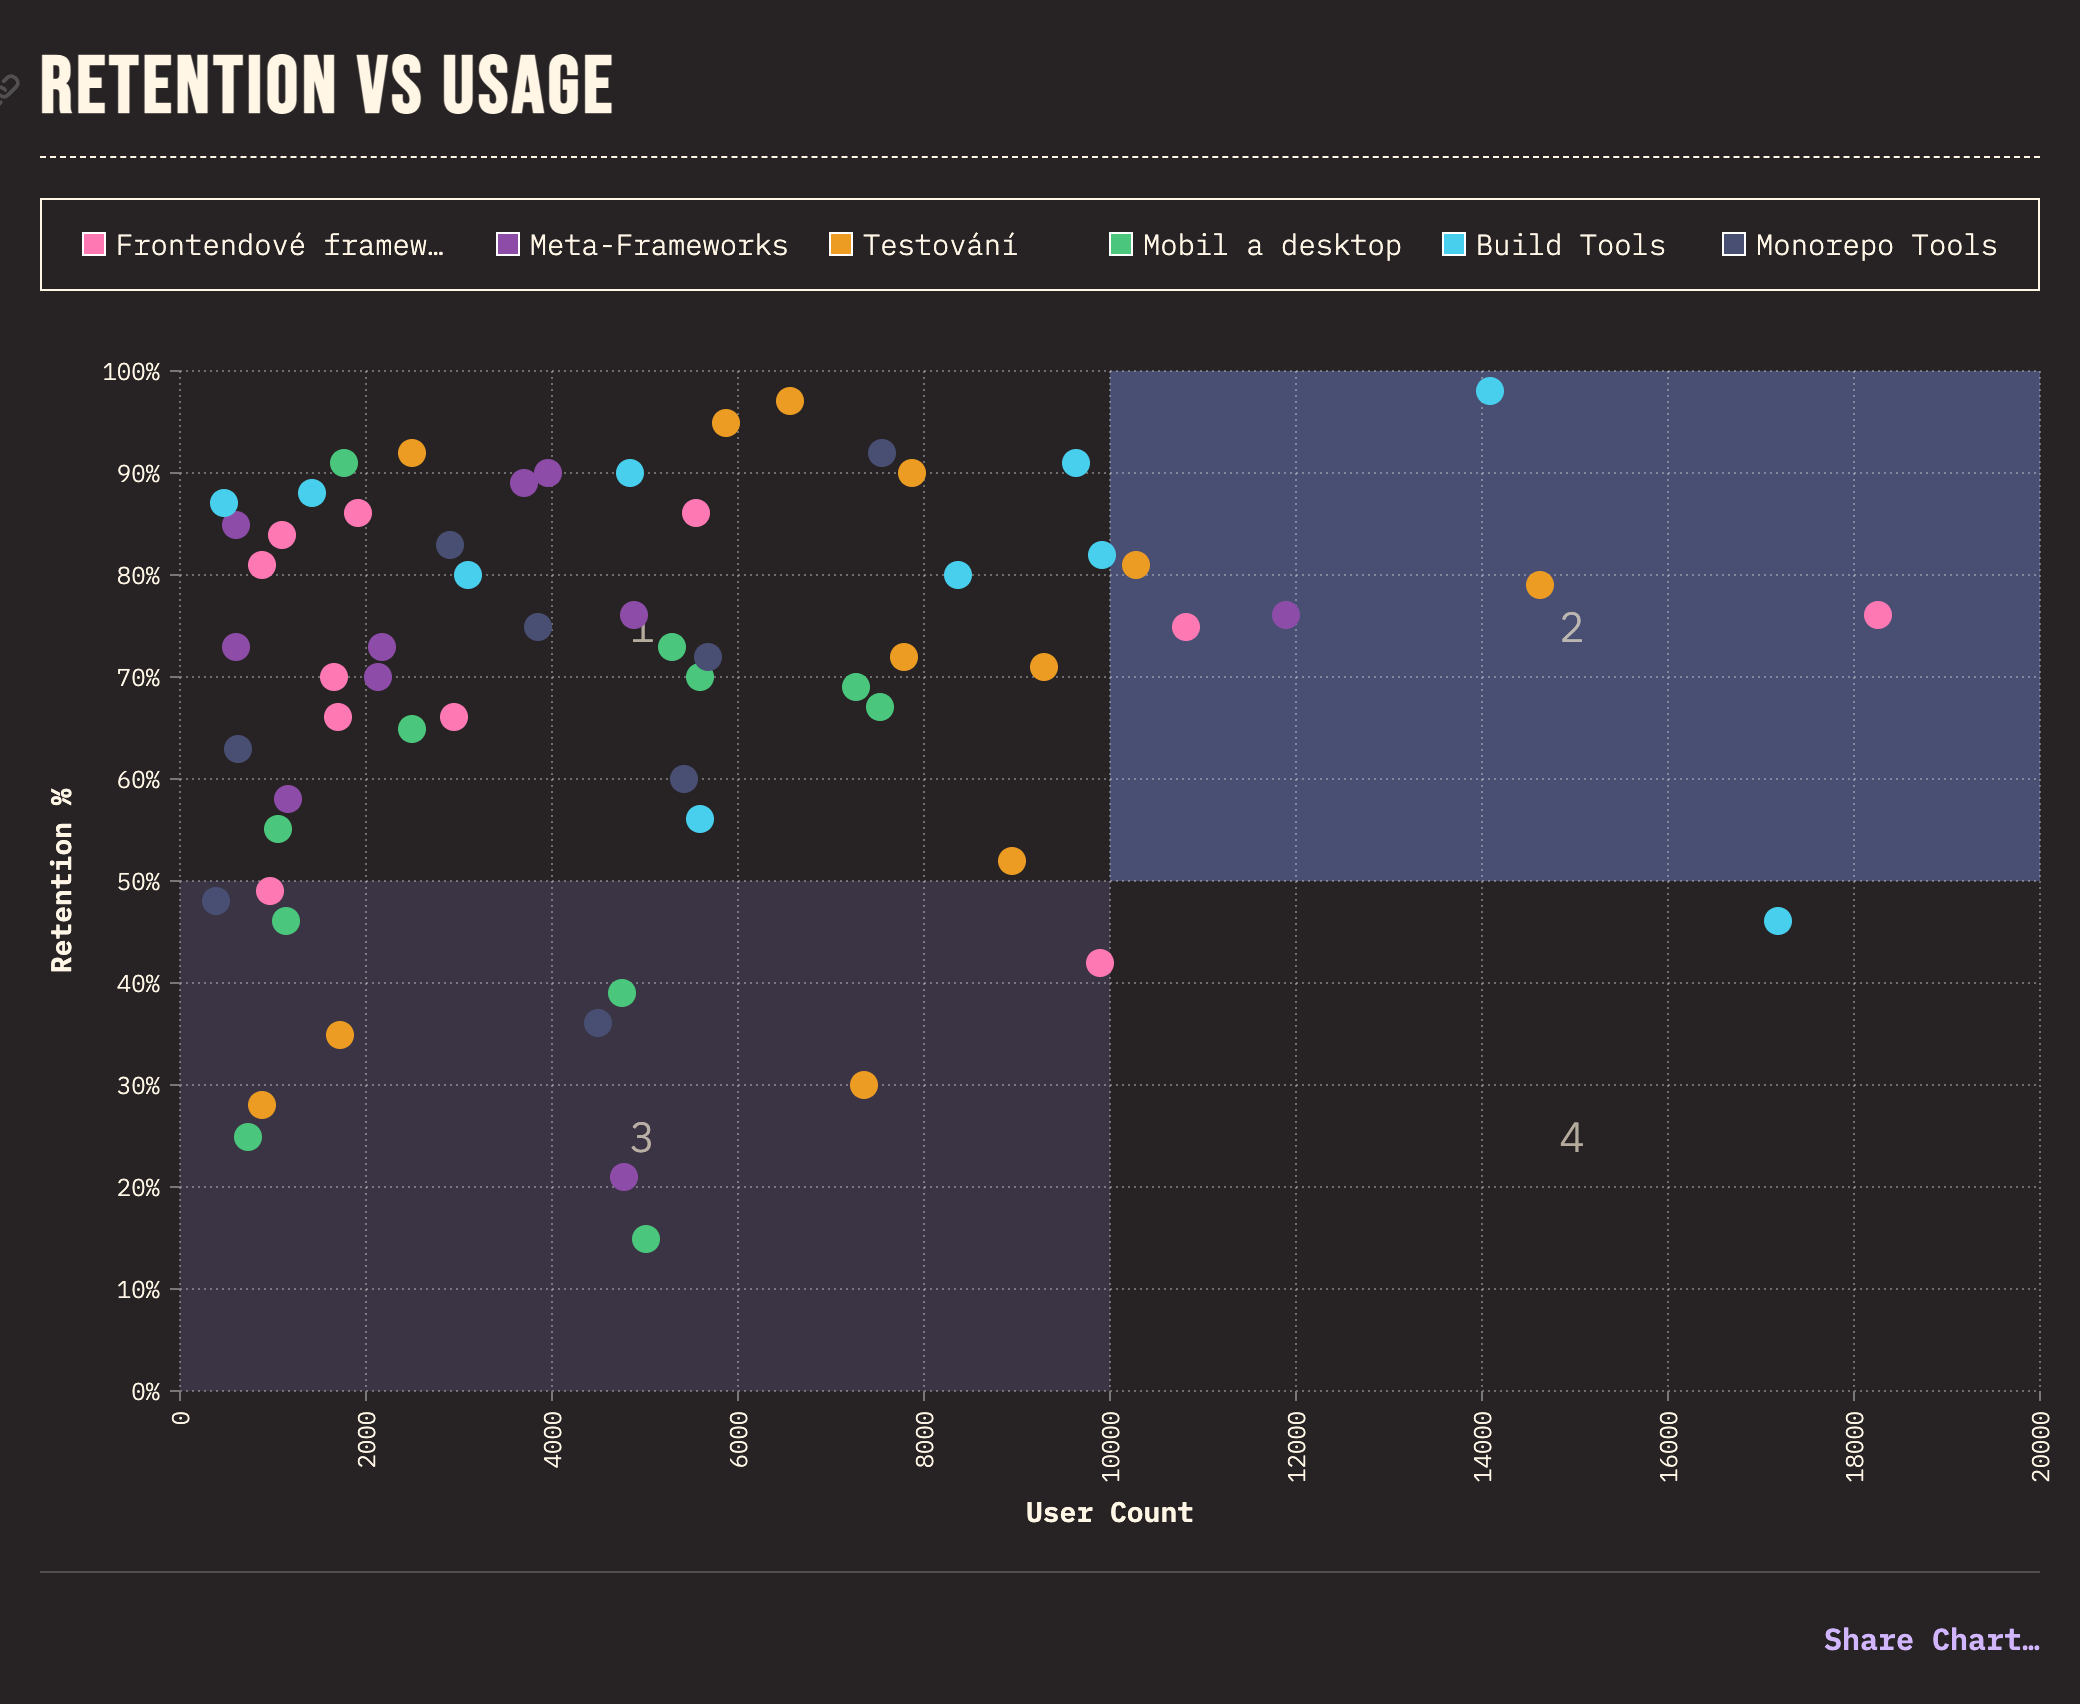 RETENTION VS USAGE
Frontendové framew… Meta-Frameworks Testování Mobil a desktop Build Tools Monorepo Tools
100%
90%
80%
1 2
70%
60%
50%
40%
30%
3 4
20%
10%
0%
Retention %
0 2000 4000 6000 8000 10000 12000 14000 16000 18000 20000
User Count
Share Chart…